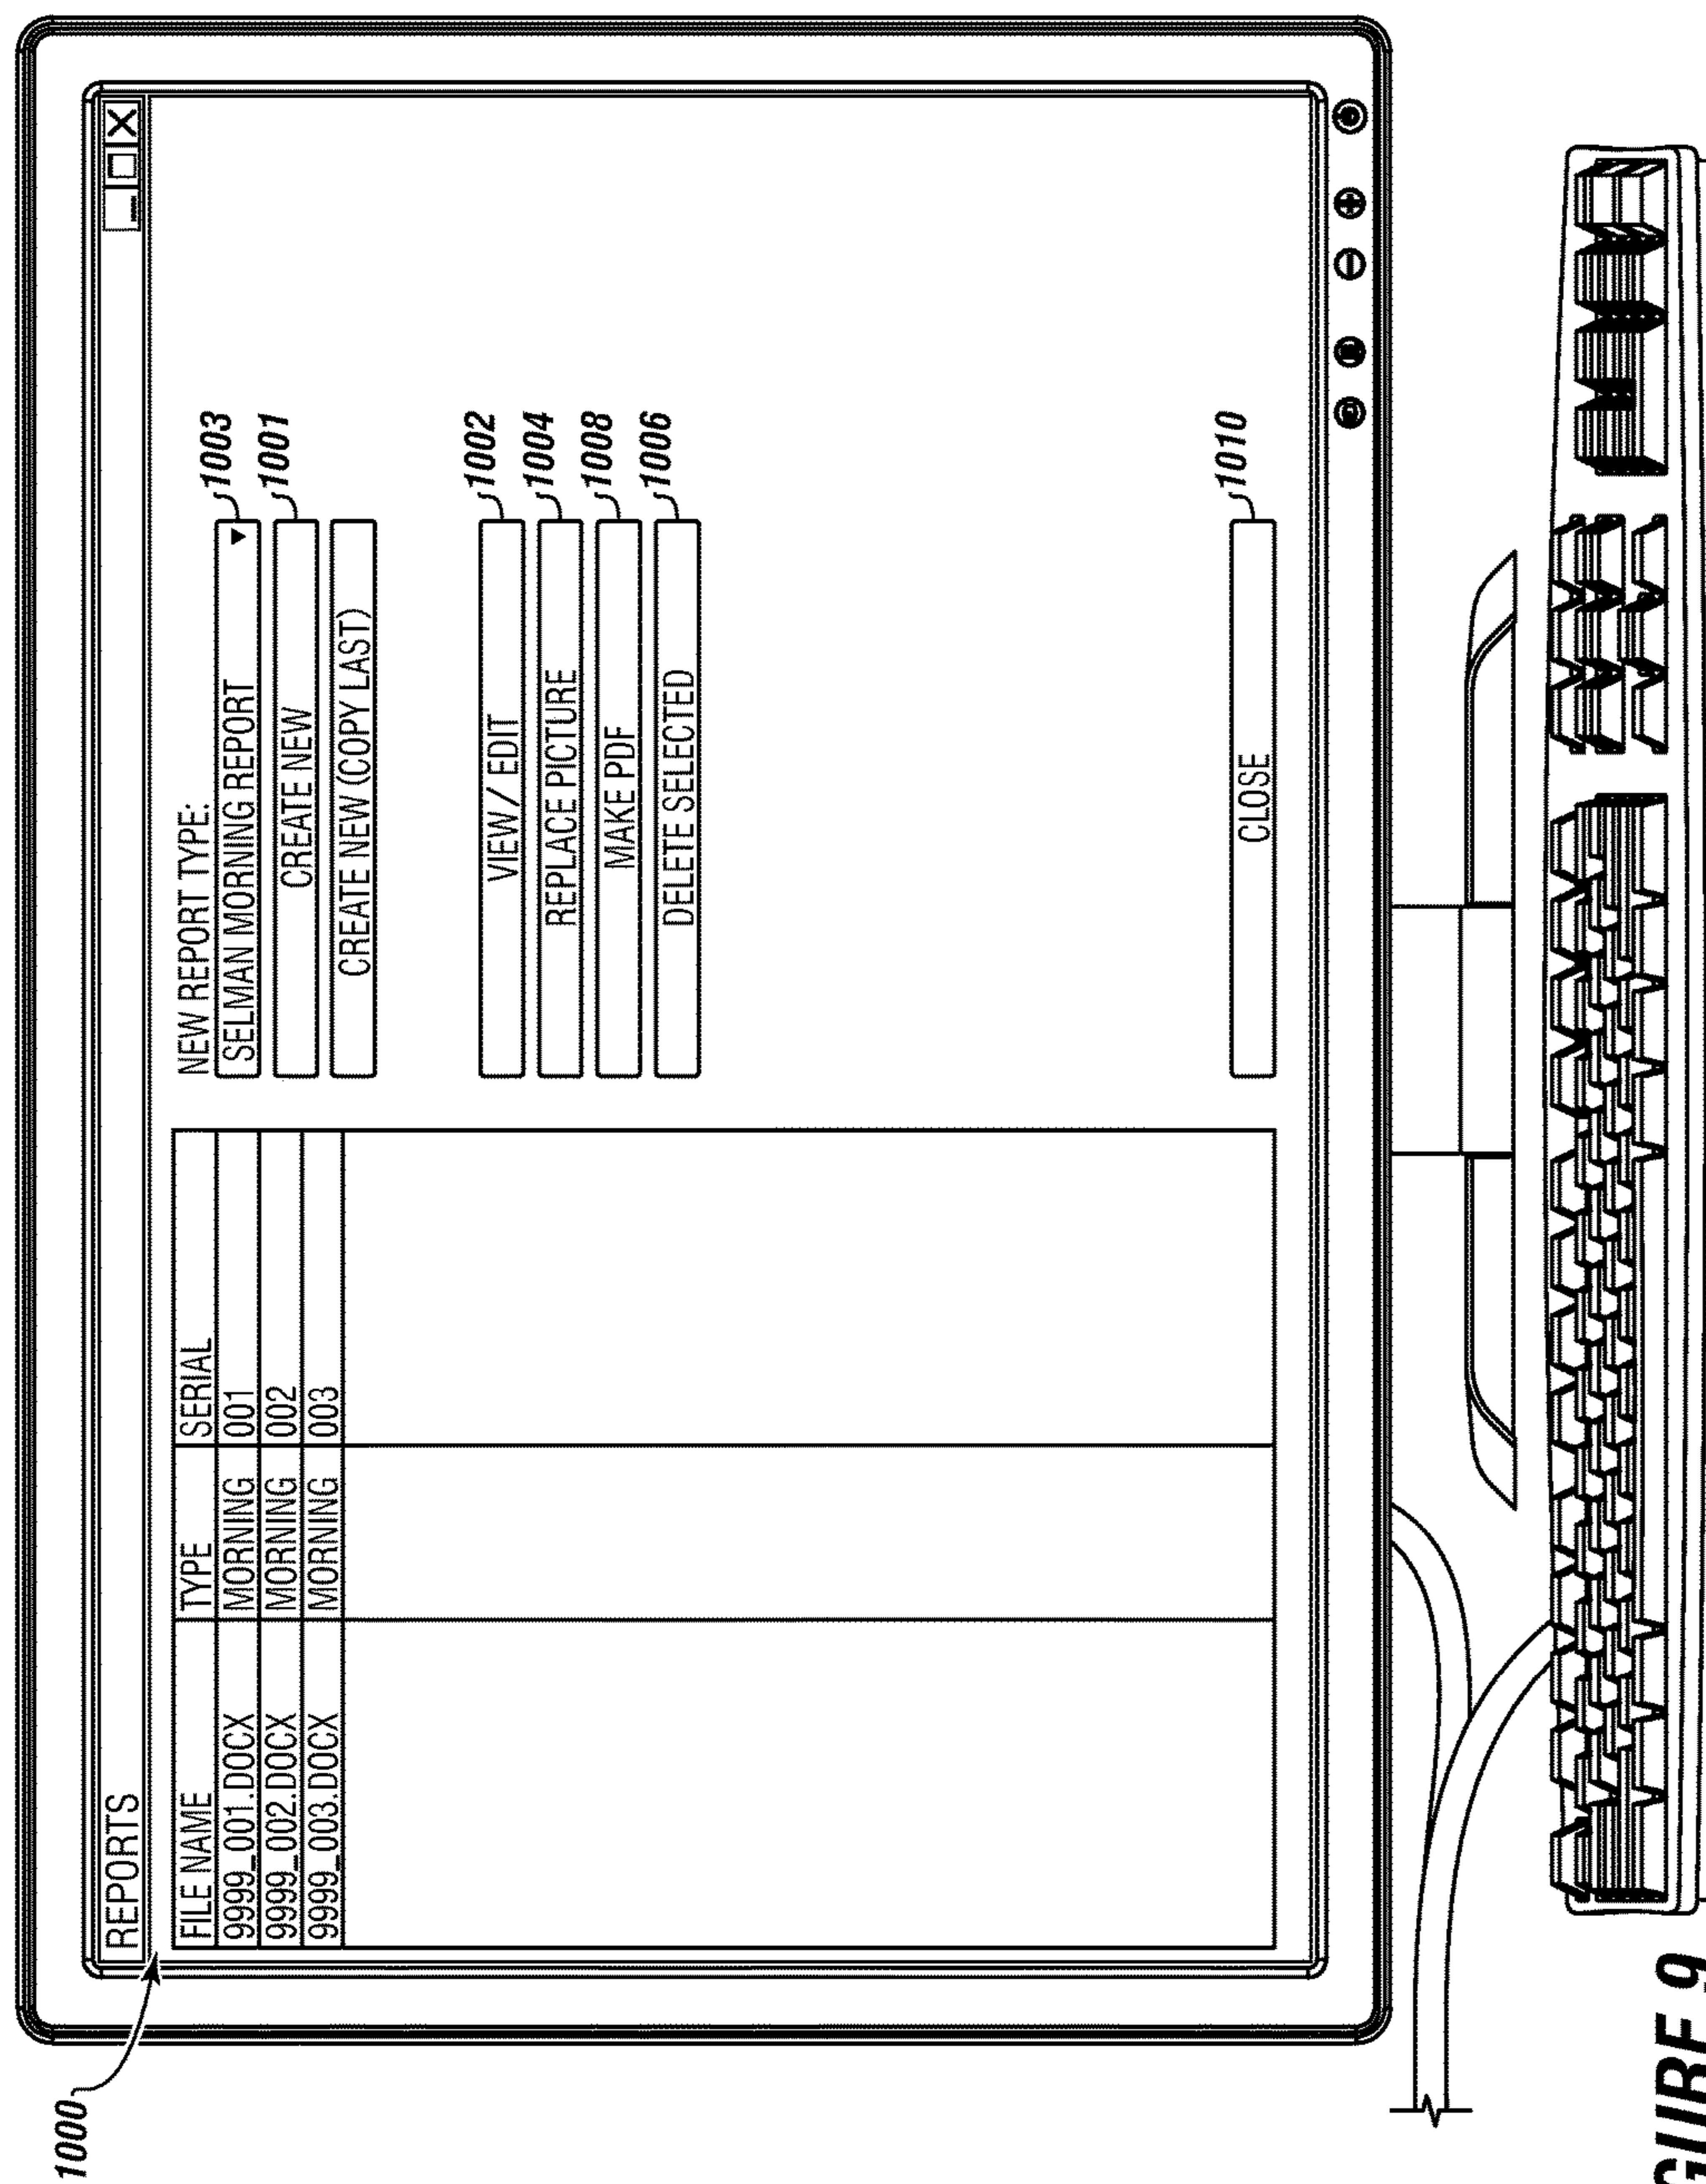 1000
REPORTS
FILE NAME TYPE SERIAL
9999_001.DOCX MORNING 001
9999_002.DOCX MORNING 002
9999_003.DOCX MORNING 003
NEW REPORT TYPE:
SELMAN MORNING REPORT 1003
CREATE NEW 1001
CREATE NEW (COPY LAST)
VIEW / EDIT 1002
REPLACE PICTURE 1004
MAKE PDF 1008
DELETE SELECTED 1006
CLOSE 1010
GURE 9